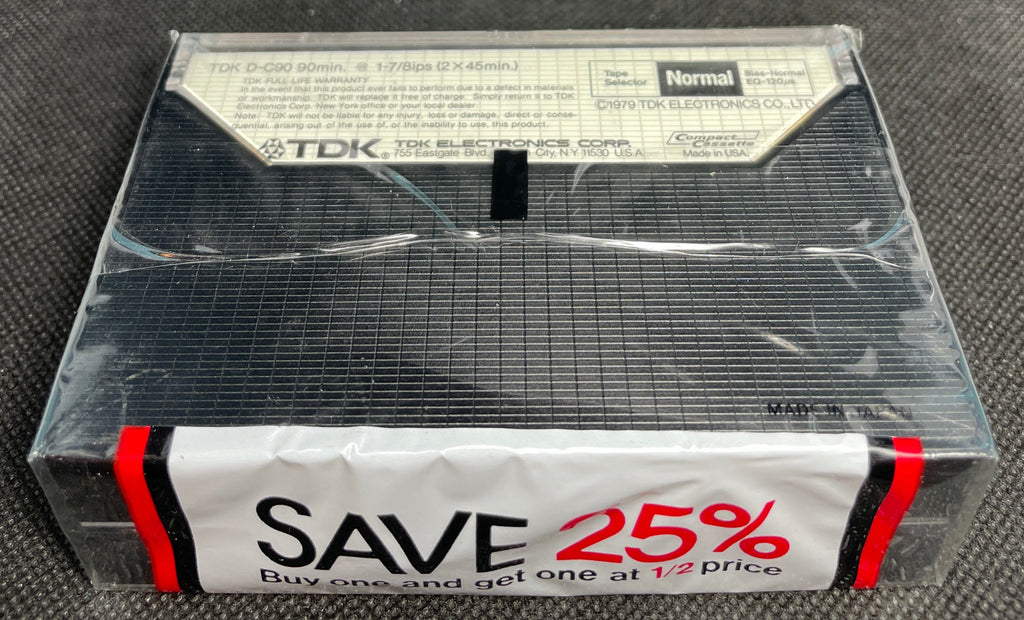 TDK D-C90 90min. @ 1-7/8ips (2×45min.)
TDK FULL LIFE WARRANTY
In the event that this product ever fails to perform due to a defect in materials
or workmanship, TDK will replace it free of charge. Simply return it to TDK
Electronics Corp. New York office or your local dealer.
Note: TDK will not be liable for any injury, loss or damage, direct or conse-
quential, arising out of the use of, or the inability to use, this product.
TDK® TDK ELECTRONICS CORP.
755 Eastgate Blvd., City, N.Y. 11530 U.S.A.
Tape
Selector
Normal
Bias-Normal
EQ-120μs
©1979 TDK ELECTRONICS CO., LTD.
Compact
Cassette
Made in USA
MADE IN JAPAN
SAVE 25%
Buy one and get one at 1/2 price